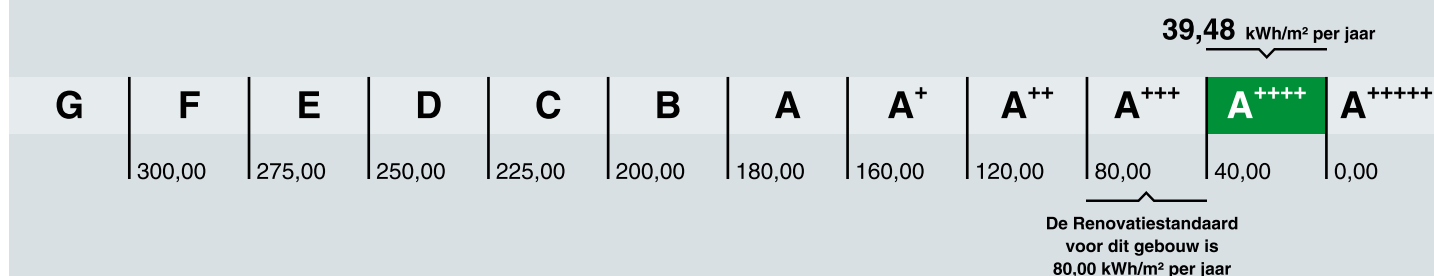 39,48 kWh/m² per jaar
G F E D C B A A+ A++ A+++ A++++ A+++++
300,00 275,00 250,00 225,00 200,00 180,00 160,00 120,00 80,00 40,00 0,00
De Renovatiestandaard
voor dit gebouw is
80,00 kWh/m² per jaar